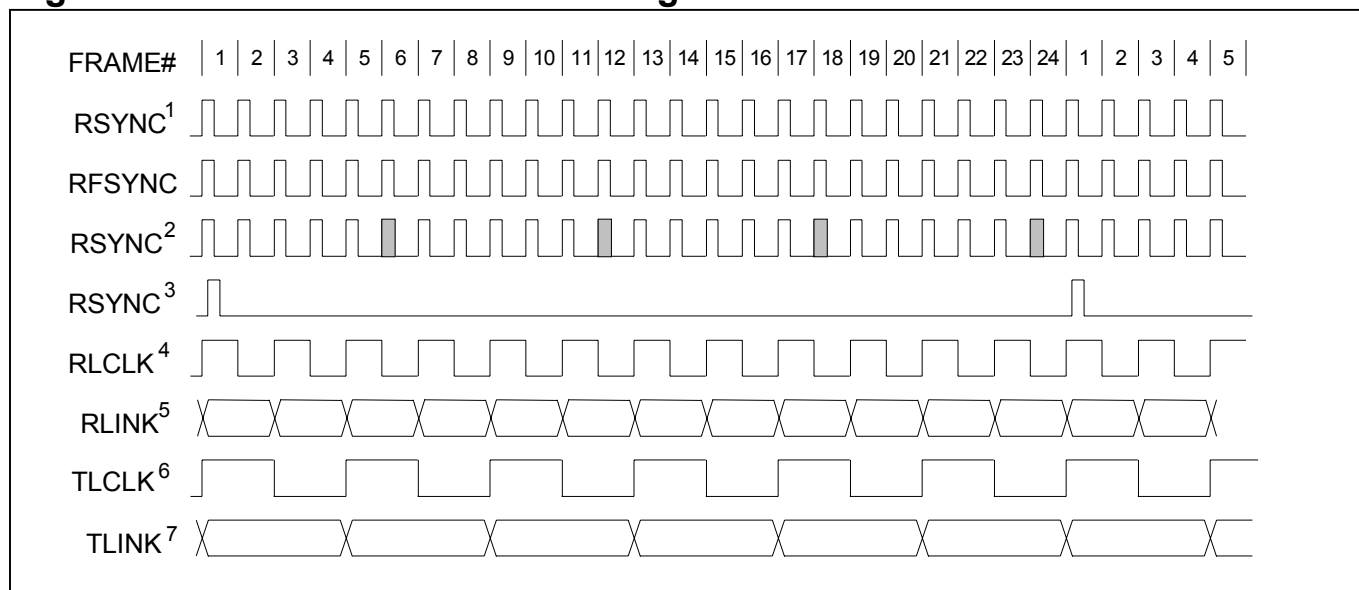 FRAME# 1 2 3 4 5 6 7 8 9 10 11 12 13 14 15 16 17 18 19 20 21 22 23 24 1 2 3 4 5
RSYNC1
RFSYNC
RSYNC2
RSYNC3
RLCLK4
RLINK5
TLCLK6
TLINK7